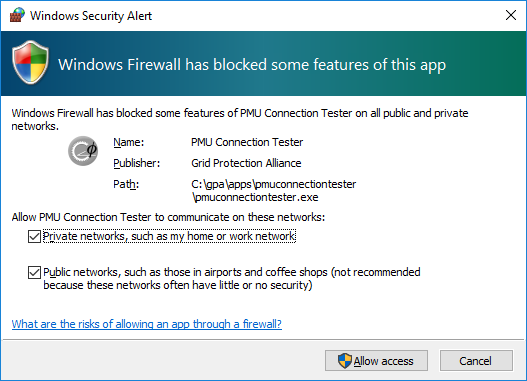 Windows Security Alert
Windows Firewall has blocked some features of this app
Windows Firewall has blocked some features of PMU Connection Tester on all public and private
networks.
Name: PMU Connection Tester
Publisher: Grid Protection Alliance
Path: C:\gpa\apps\pmuconnectiontester
\pmuconnectiontester.exe
Allow PMU Connection Tester to communicate on these networks:
Private networks, such as my home or work network
Public networks, such as those in airports and coffee shops (not recommended
because these networks often have little or no security)
What are the risks of allowing an app through a firewall?
Allow access Cancel